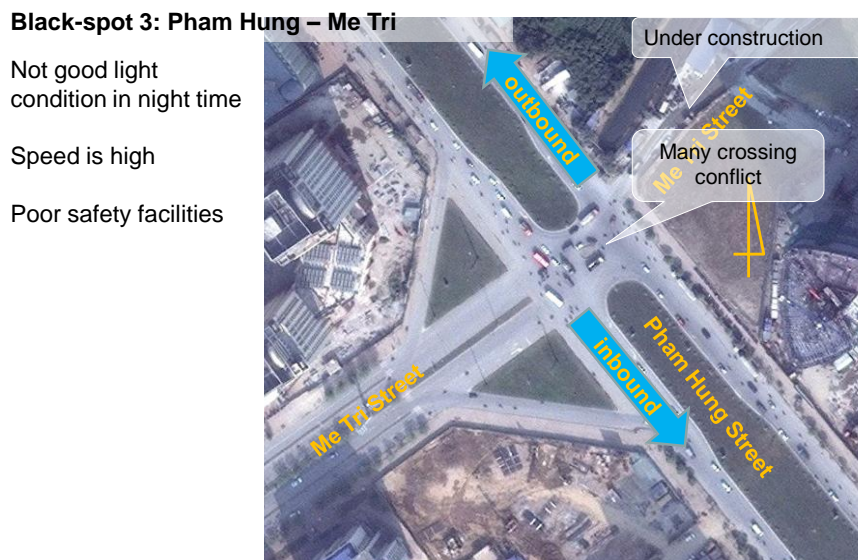 Black-spot 3: Pham Hung – Me Tri
Not good light
condition in night time
Speed is high
Poor safety facilities
Under construction
outbound
Me Tri Street
Many crossing
conflict
inbound
Pham Hung Street
Me Tri Street